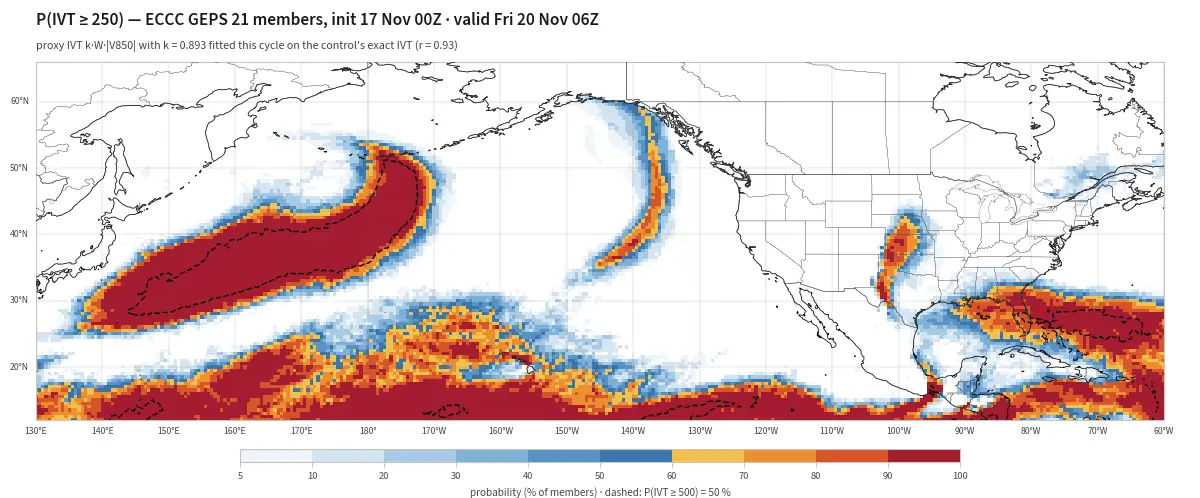 P(IVT ≥ 250) — ECCC GEPS 21 members, init 17 Nov 00Z · valid Fri 20 Nov 06Z
proxy IVT k·W·|V850| with k = 0.893 fitted this cycle on the control's exact IVT (r = 0.93)
60°N
50°N
40°N
30°N
20°N
130°E 140°E 150°E 160°E 170°E 180° 170°W 160°W 150°W 140°W 130°W 120°W 110°W 100°W 90°W 80°W 70°W 60°W
5 10 20 30 40 50 60 70 80 90 100
probability (% of members) · dashed: P(IVT ≥ 500) = 50 %